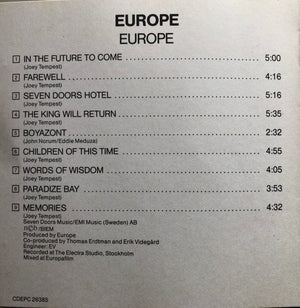 EUROPE
EUROPE
1 IN THE FUTURE TO COME 5:00
(Joey Tempest)
2 FAREWELL 4:16
(Joey Tempest)
3 SEVEN DOORS HOTEL 5:16
(Joey Tempest)
4 THE KING WILL RETURN 5:35
(Joey Tempest)
5 BOYAZONT 2:32
(John Norum/Eddie Meduza)
6 CHILDREN OF THIS TIME 4:55
(Joey Tempest)
7 WORDS OF WISDOM 4:05
(Joey Tempest)
8 PARADIZE BAY 3:53
(Joey Tempest)
9 MEMORIES 4:32
(Joey Tempest)
Seven Doors Music/EMI Music (Sweden) AB
n©b/BIEM
Produced by Europe
Co-produced by Thomas Erdtman and Erik Videgård
Engineer: EV
Recorded at The Electra Studio, Stockholm
Mixed at Europafilm
CDEPC 26385